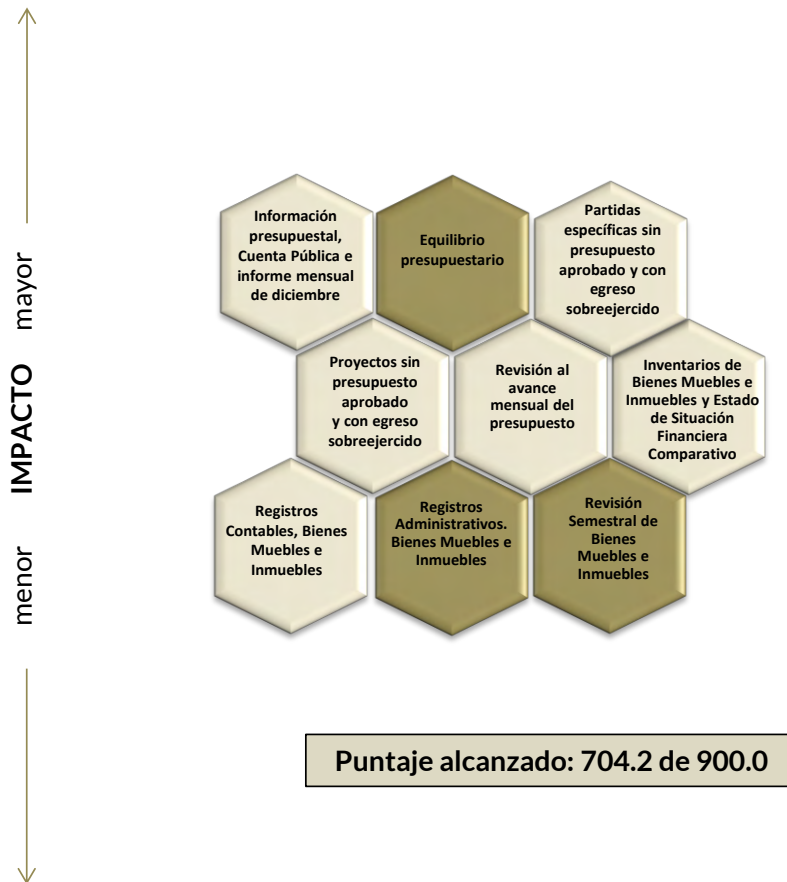 mayor
IMPACTO
menor
Información
presupuestal,
Cuenta Pública e
informe mensual
de diciembre
Equilibrio
presupuestario
Partidas
específicas sin
presupuesto
aprobado y con
egreso
sobreejercido
Proyectos sin
presupuesto
aprobado
y con egreso
sobreejercido
Revisión al
avance
mensual del
presupuesto
Inventarios de
Bienes Muebles e
Inmuebles y Estado
de Situación
Financiera
Comparativo
Registros
Contables, Bienes
Muebles e
Inmuebles
Registros
Administrativos.
Bienes Muebles e
Inmuebles
Revisión
Semestral de
Bienes
Muebles e
Inmuebles
Puntaje alcanzado: 704.2 de 900.0